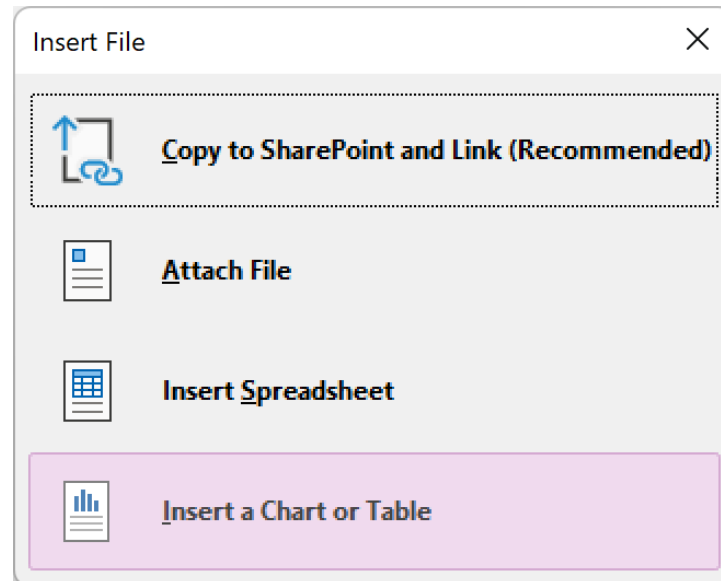 Insert File
Copy to SharePoint and Link (Recommended)
Attach File
Insert Spreadsheet
Insert a Chart or Table